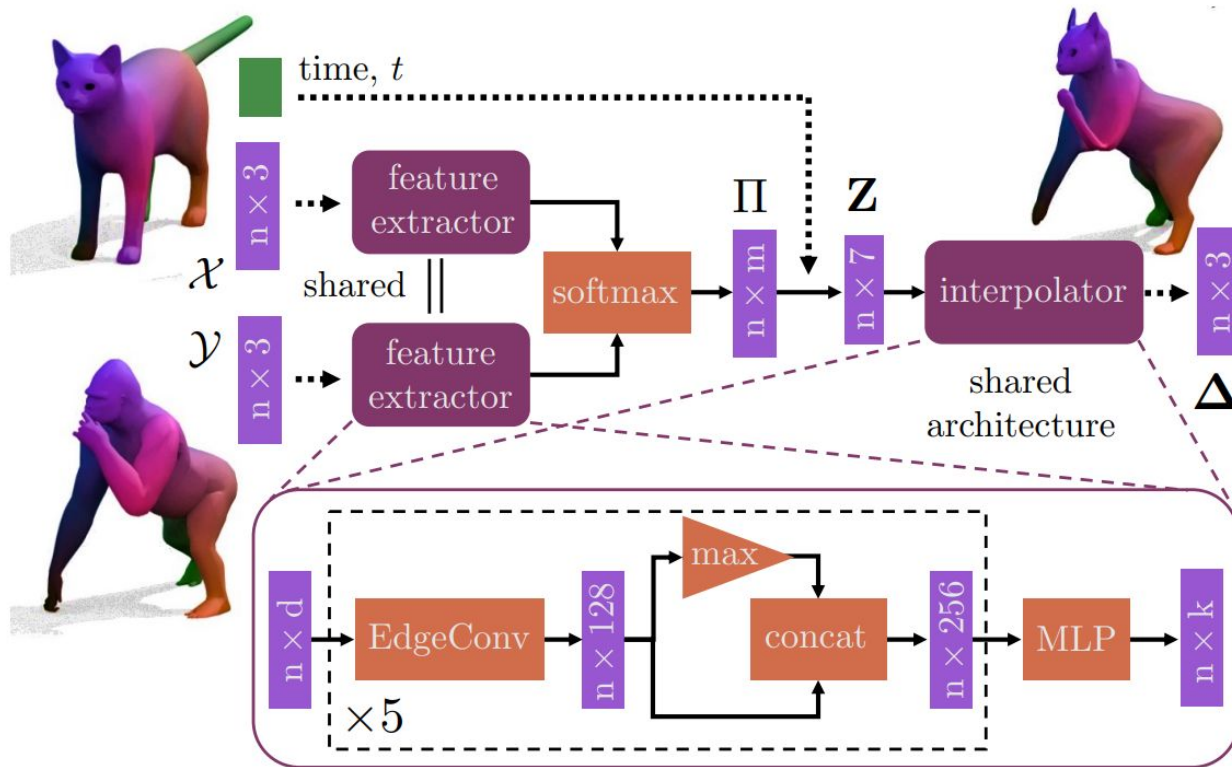 time, t
n × 3
𝒳
feature
extractor
shared
𝒴
n × 3
feature
extractor
softmax
Π
n × m
Z
n × 7
interpolator
n × 3
Δ
shared
architecture
n × d
EdgeConv
×5
n × 128
max
concat
n × 256
MLP
n × k